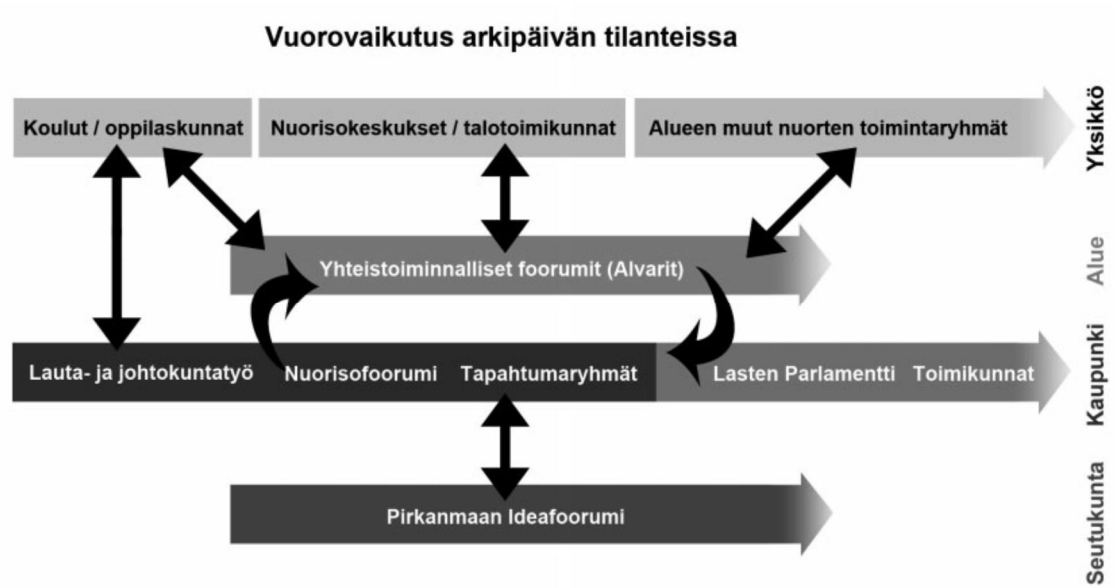 Vuorovaikutus arkipäivän tilanteissa
Koulut / oppilaskunnat
Nuorisokeskukset / talotoimikunnat
Alueen muut nuorten toimintaryhmät
Yksikkö
Yhteistoiminnalliset foorumit (Alvarit)
Alue
Lauta- ja johtokuntatyö
Nuorisofoorumi
Tapahtumaryhmät
Lasten Parlamentti
Toimikunnat
Kaupunki
Pirkanmaan Ideafoorumi
Seutukunta